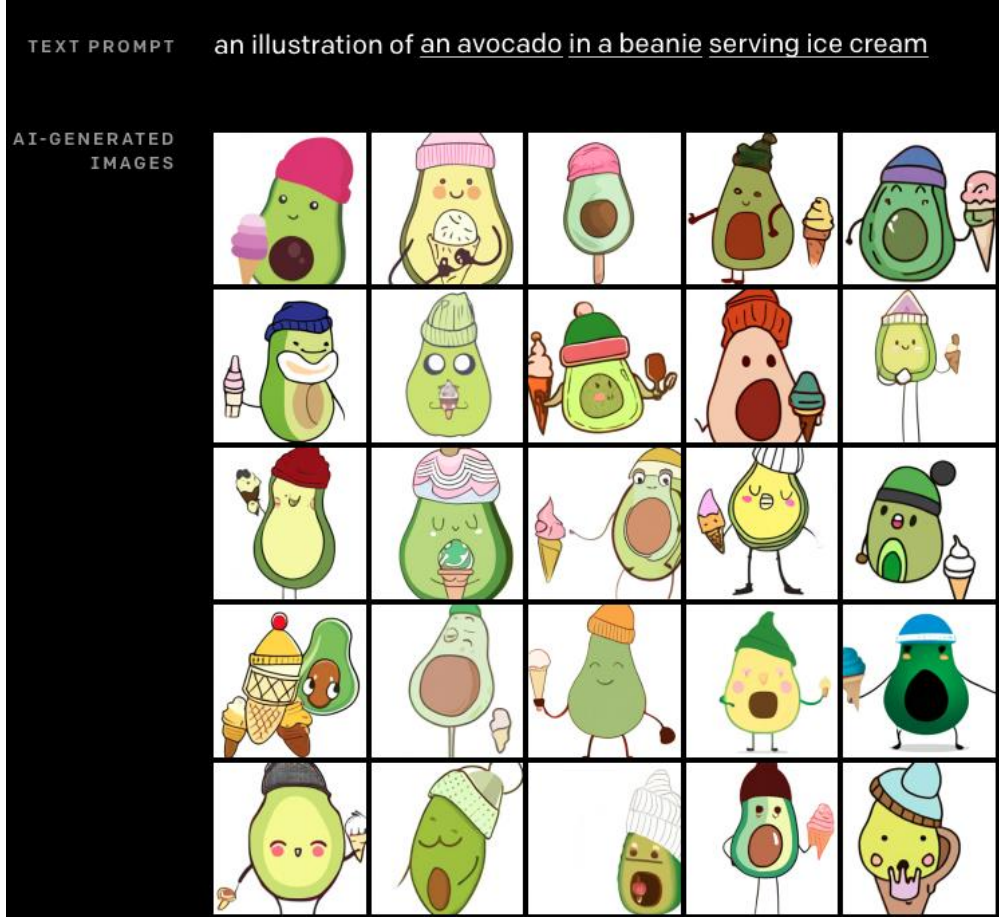 TEXT PROMPT
an illustration of an avocado in a beanie serving ice cream
AI-GENERATED
IMAGES